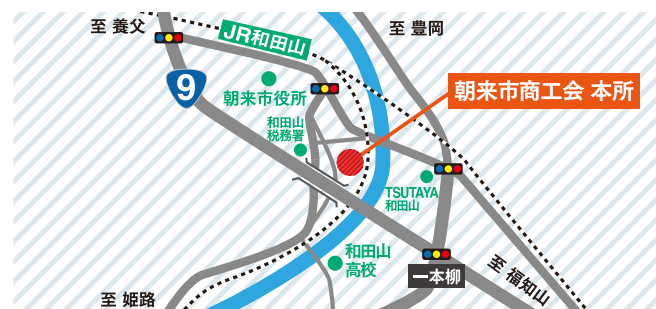 至 養父
至 豊岡
JR和田山
9
朝来市役所
朝来市商工会 本所
和田山
税務署
TSUTAYA
和田山
和田山
高校
一本柳
至 福知山
至 姫路